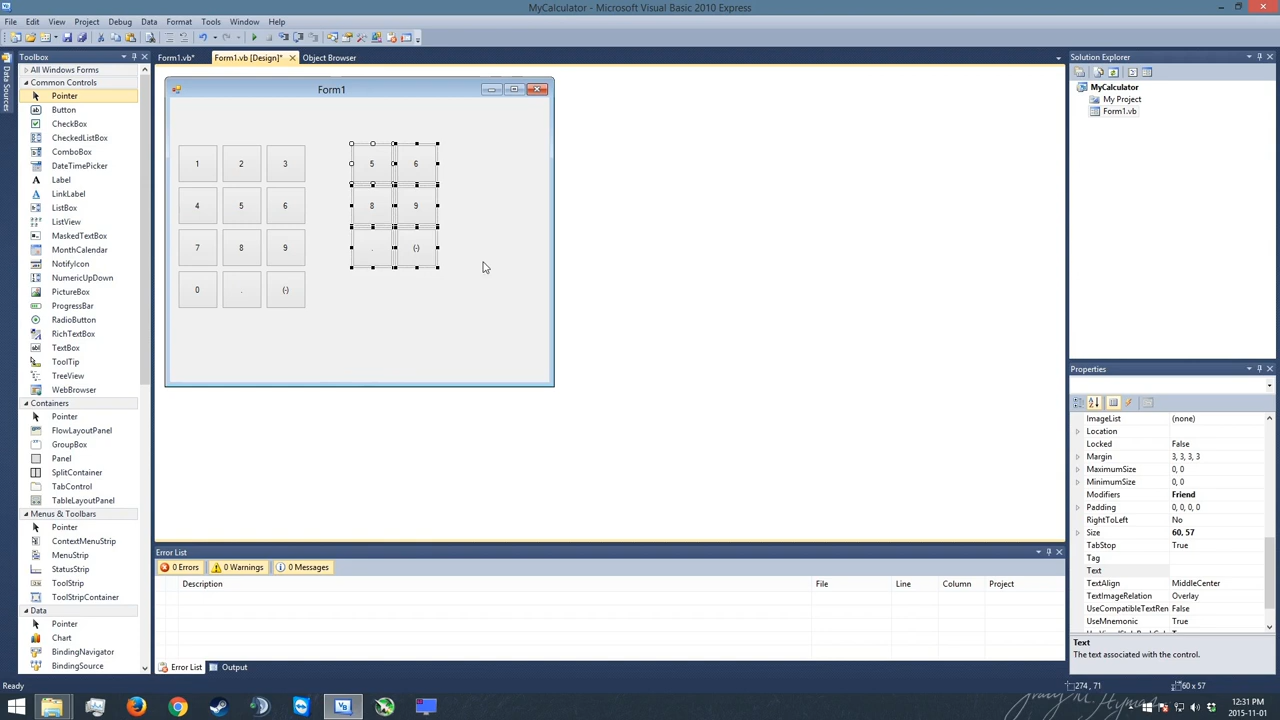 MyCalculator - Microsoft Visual Basic 2010 Express
File Edit View Project Debug Data Format Tools Window Help
Toolbox
Form1.vb*
Form1.vb [Design]*
Object Browser
Solution Explorer
Data Sources
All Windows Forms
Common Controls
Pointer
Button
CheckBox
CheckedListBox
ComboBox
DateTimePicker
Label
LinkLabel
ListBox
ListView
MaskedTextBox
MonthCalendar
NotifyIcon
NumericUpDown
PictureBox
ProgressBar
RadioButton
RichTextBox
TextBox
ToolTip
TreeView
WebBrowser
Containers
Pointer
FlowLayoutPanel
GroupBox
Panel
SplitContainer
TabControl
TableLayoutPanel
Menus & Toolbars
Pointer
ContextMenuStrip
MenuStrip
StatusStrip
ToolStrip
ToolStripContainer
Data
Pointer
Chart
BindingNavigator
BindingSource
Form1
1 2 3 5 6
4 5 6 8 9
7 8 9 . (-)
0 . (-)
MyCalculator
My Project
Form1.vb
Properties
ImageList (none)
Location
Locked False
Margin 3, 3, 3, 3
MaximumSize 0, 0
MinimumSize 0, 0
Modifiers Friend
Padding 0, 0, 0, 0
RightToLeft No
Size 60, 57
TabStop True
Tag
Text
TextAlign MiddleCenter
TextImageRelation Overlay
UseCompatibleTextRen False
UseMnemonic True
Text
The text associated with the control.
Error List
0 Errors 0 Warnings 0 Messages
Description File Line Column Project
Error List Output
Ready
274 , 71
60 x 57
12:31 PM
2015-11-01